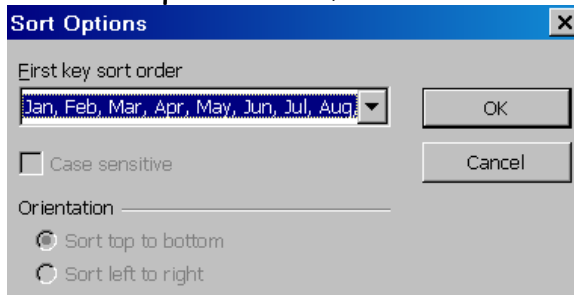 Sort Options
First key sort order
Jan, Feb, Mar, Apr, May, Jun, Jul, Aug,
OK
Case sensitive
Cancel
Orientation
Sort top to bottom
Sort left to right